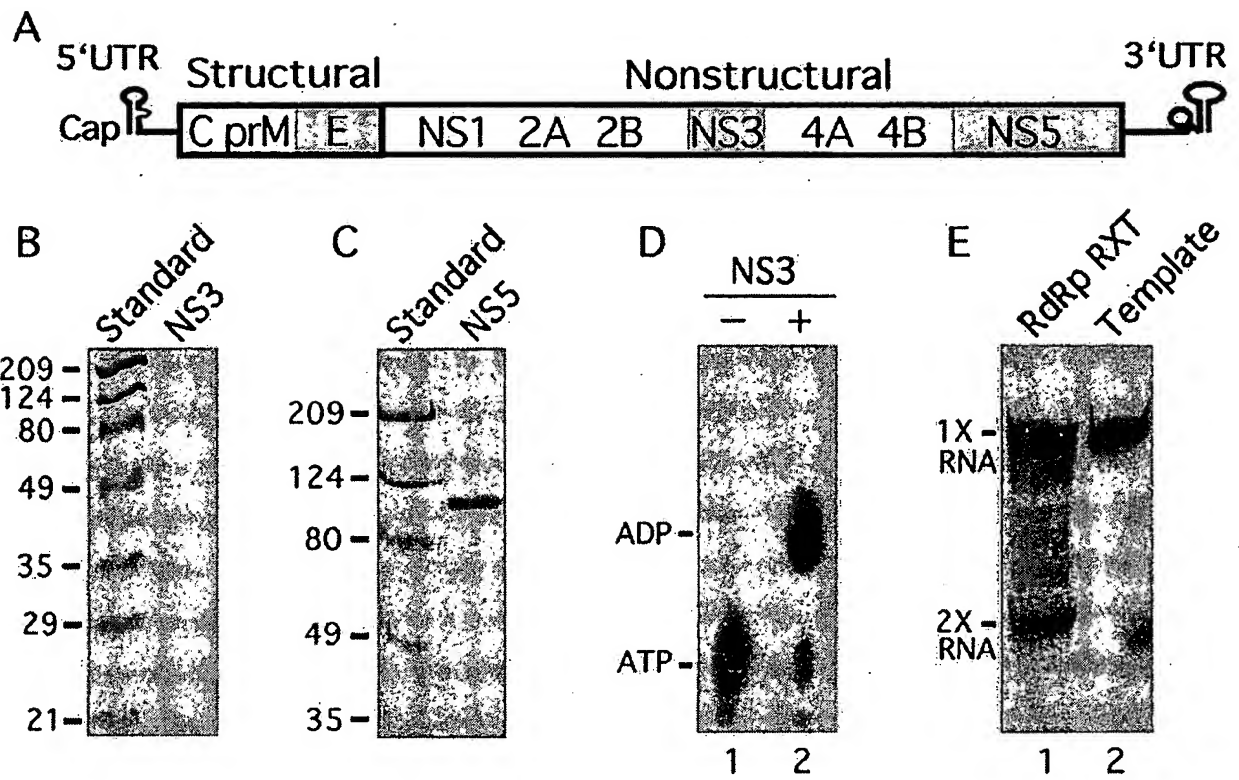 A
5'UTR
Structural
Nonstructural
3'UTR
Cap
C prM E NS1 2A 2B NS3 4A 4B NS5
B
Standard
NS3
209
124
80
49
35
29
21
C
Standard
NS5
209
124
80
49
35
D
NS3
− +
ADP
ATP
1 2
E
RdRp RXT
Template
1X
RNA
2X
RNA
1 2